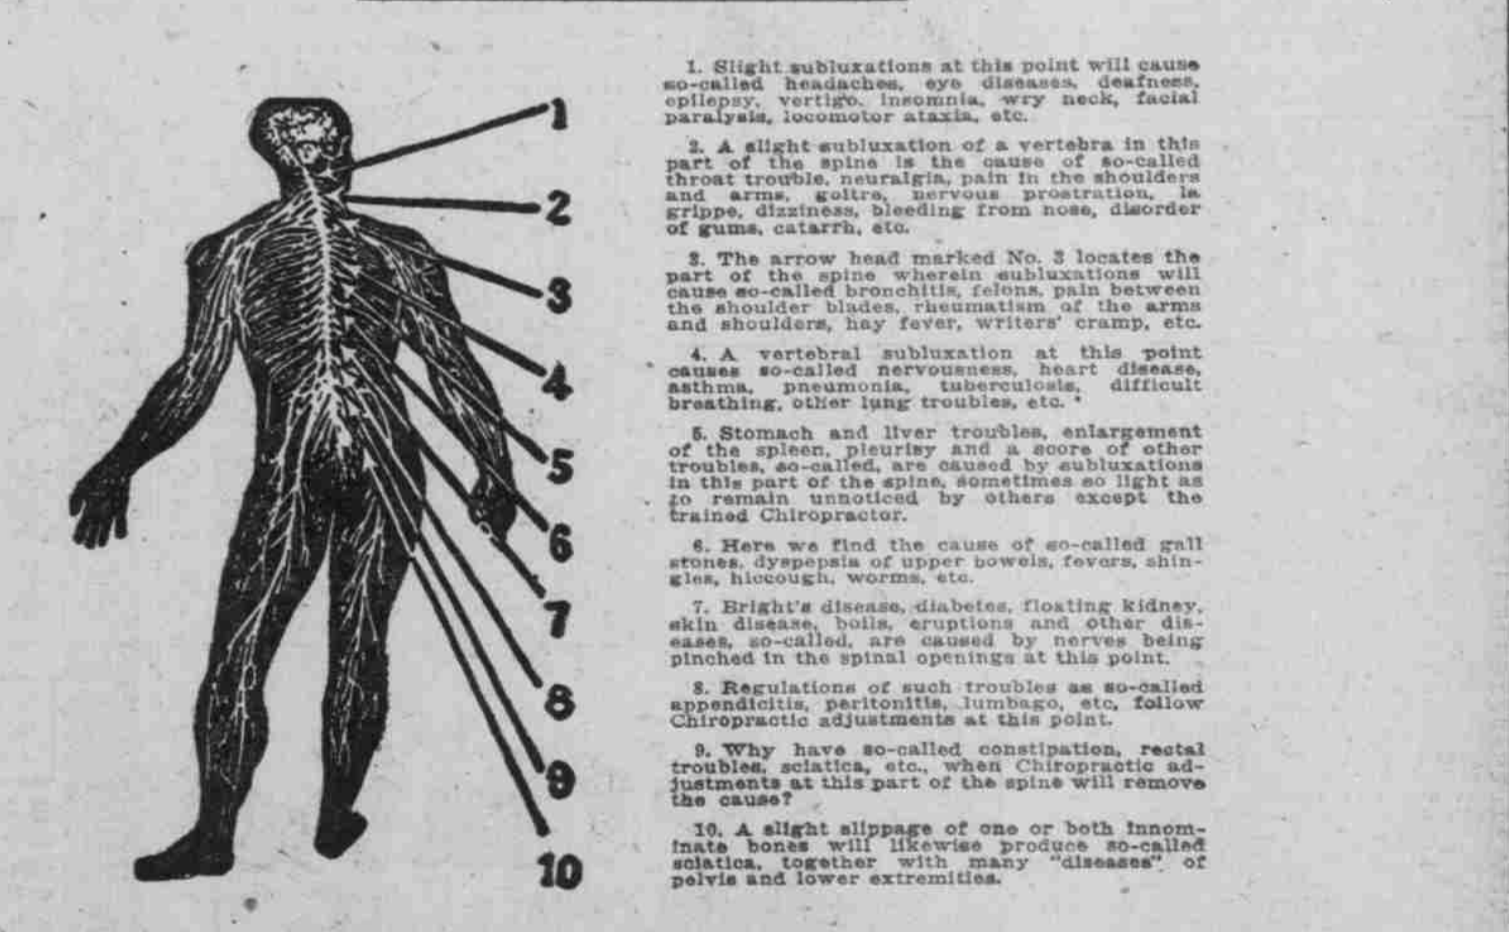 1
2
3
4
5
6
7
8
9
10
1. Slight subluxations at this point will cause
so-called headaches, eye diseases, deafness,
epilepsy, vertigo, insomnia, wry neck, facial
paralysis, locomotor ataxia, etc.
2. A slight subluxation of a vertebra in this
part of the spine is the cause of so-called
throat trouble, neuralgia, pain in the shoulders
and arms, goitre, nervous prostration, la
grippe, dizziness, bleeding from nose, disorder
of gums, catarrh, etc.
3. The arrow head marked No. 3 locates the
part of the spine wherein subluxations will
cause so-called bronchitis, felons, pain between
the shoulder blades, rheumatism of the arms
and shoulders, hay fever, writers' cramp, etc.
4. A vertebral subluxation at this point
causes so-called nervousness, heart disease,
asthma, pneumonia, tuberculosis, difficult
breathing, other lung troubles, etc.
5. Stomach and liver troubles, enlargement
of the spleen, pleurisy and a score of other
troubles, so-called, are caused by subluxations
in this part of the spine, sometimes so light as
to remain unnoticed by others except the
trained Chiropractor.
6. Here we find the cause of so-called gall
stones, dyspepsia of upper bowels, fevers, shin-
gles, hiccough, worms, etc.
7. Bright's disease, diabetes, floating kidney,
skin disease, boils, eruptions and other dis-
eases, so-called, are caused by nerves being
pinched in the spinal openings at this point.
8. Regulations of such troubles as so-called
appendicitis, peritonitis, lumbago, etc, follow
Chiropractic adjustments at this point.
9. Why have so-called constipation, rectal
troubles, sciatica, etc., when Chiropractic ad-
justments at this part of the spine will remove
the cause?
10. A slight slippage of one or both innom-
inate bones will likewise produce so-called
sciatica, together with many "diseases" of
pelvis and lower extremities.